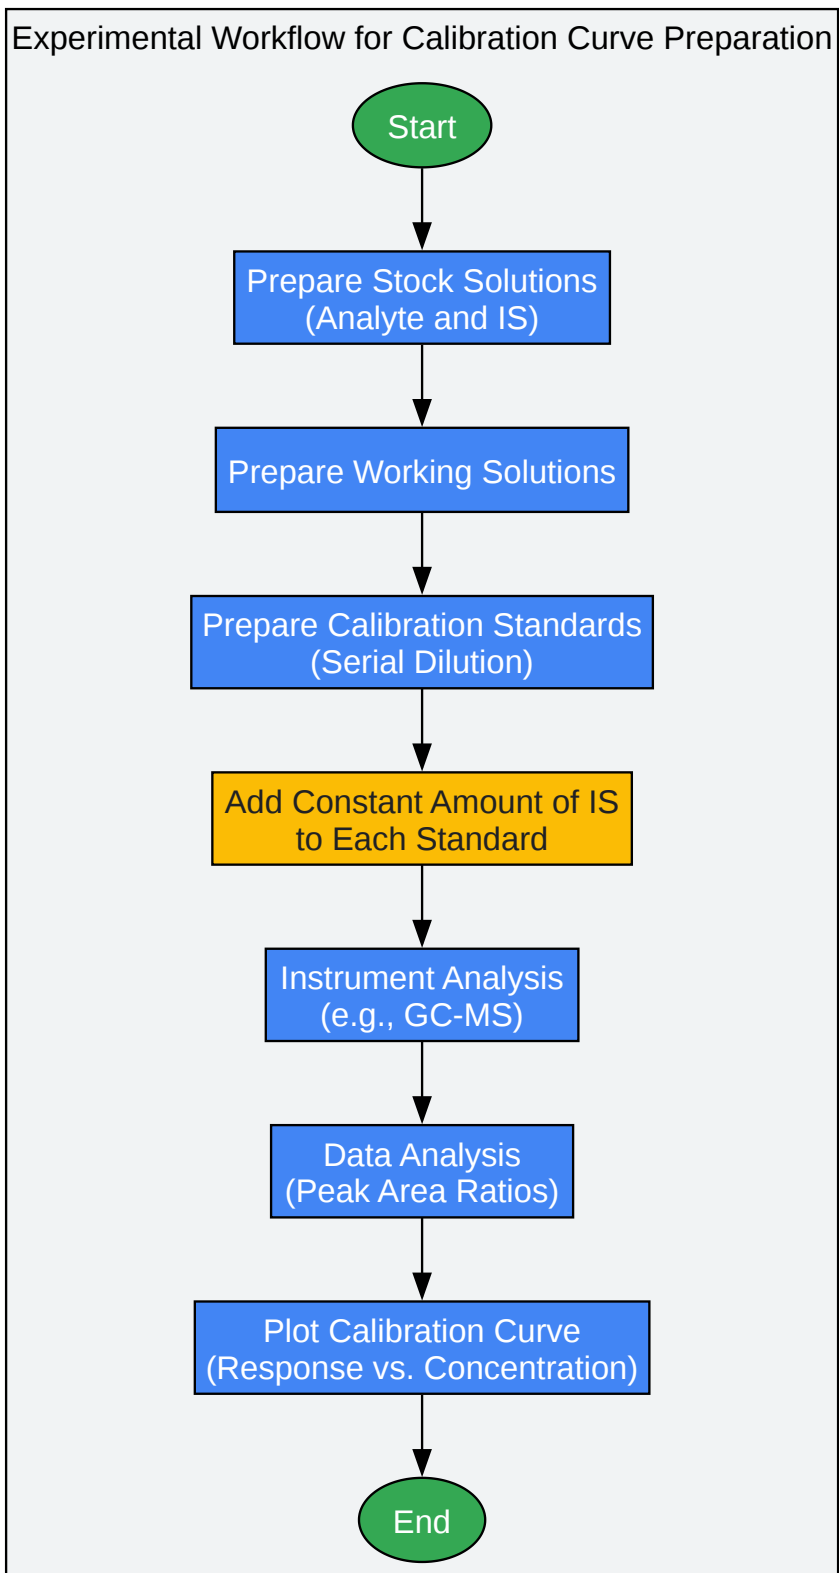 Experimental Workflow for Calibration Curve Preparation
Start
Prepare Stock Solutions
(Analyte and IS)
Prepare Working Solutions
Prepare Calibration Standards
(Serial Dilution)
Add Constant Amount of IS
to Each Standard
Instrument Analysis
(e.g., GC-MS)
Data Analysis
(Peak Area Ratios)
Plot Calibration Curve
(Response vs. Concentration)
End